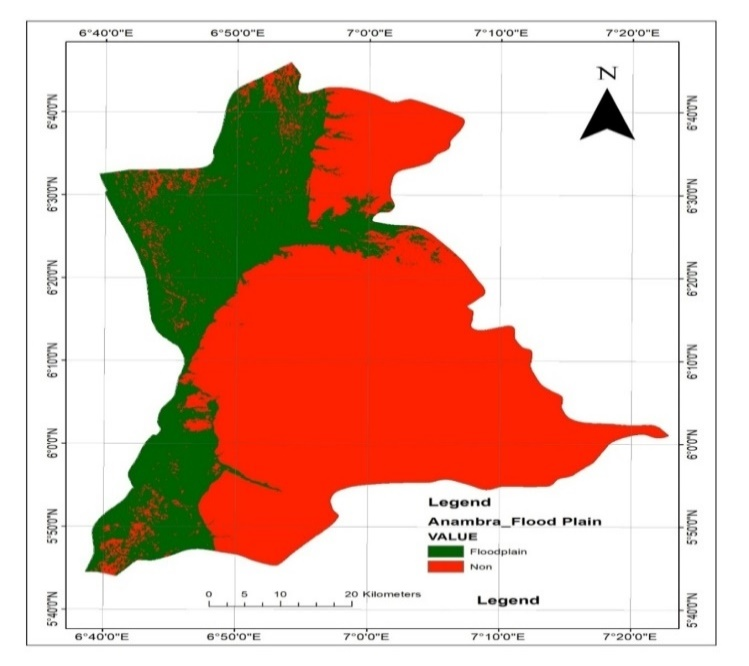 6°40'0"E 6°50'0"E 7°0'0"E 7°10'0"E 7°20'0"E
N
6°40'0"N 6°40'0"N
6°30'0"N 6°30'0"N
6°20'0"N 6°20'0"N
6°10'0"N 6°10'0"N
6°0'0"N 6°0'0"N
5°50'0"N 5°50'0"N
5°40'0"N 5°40'0"N
Legend
Anambra_Flood Plain
VALUE
Floodplain
Non
0 5 10 20 Kilometers
Legend
6°40'0"E 6°50'0"E 7°0'0"E 7°10'0"E 7°20'0"E